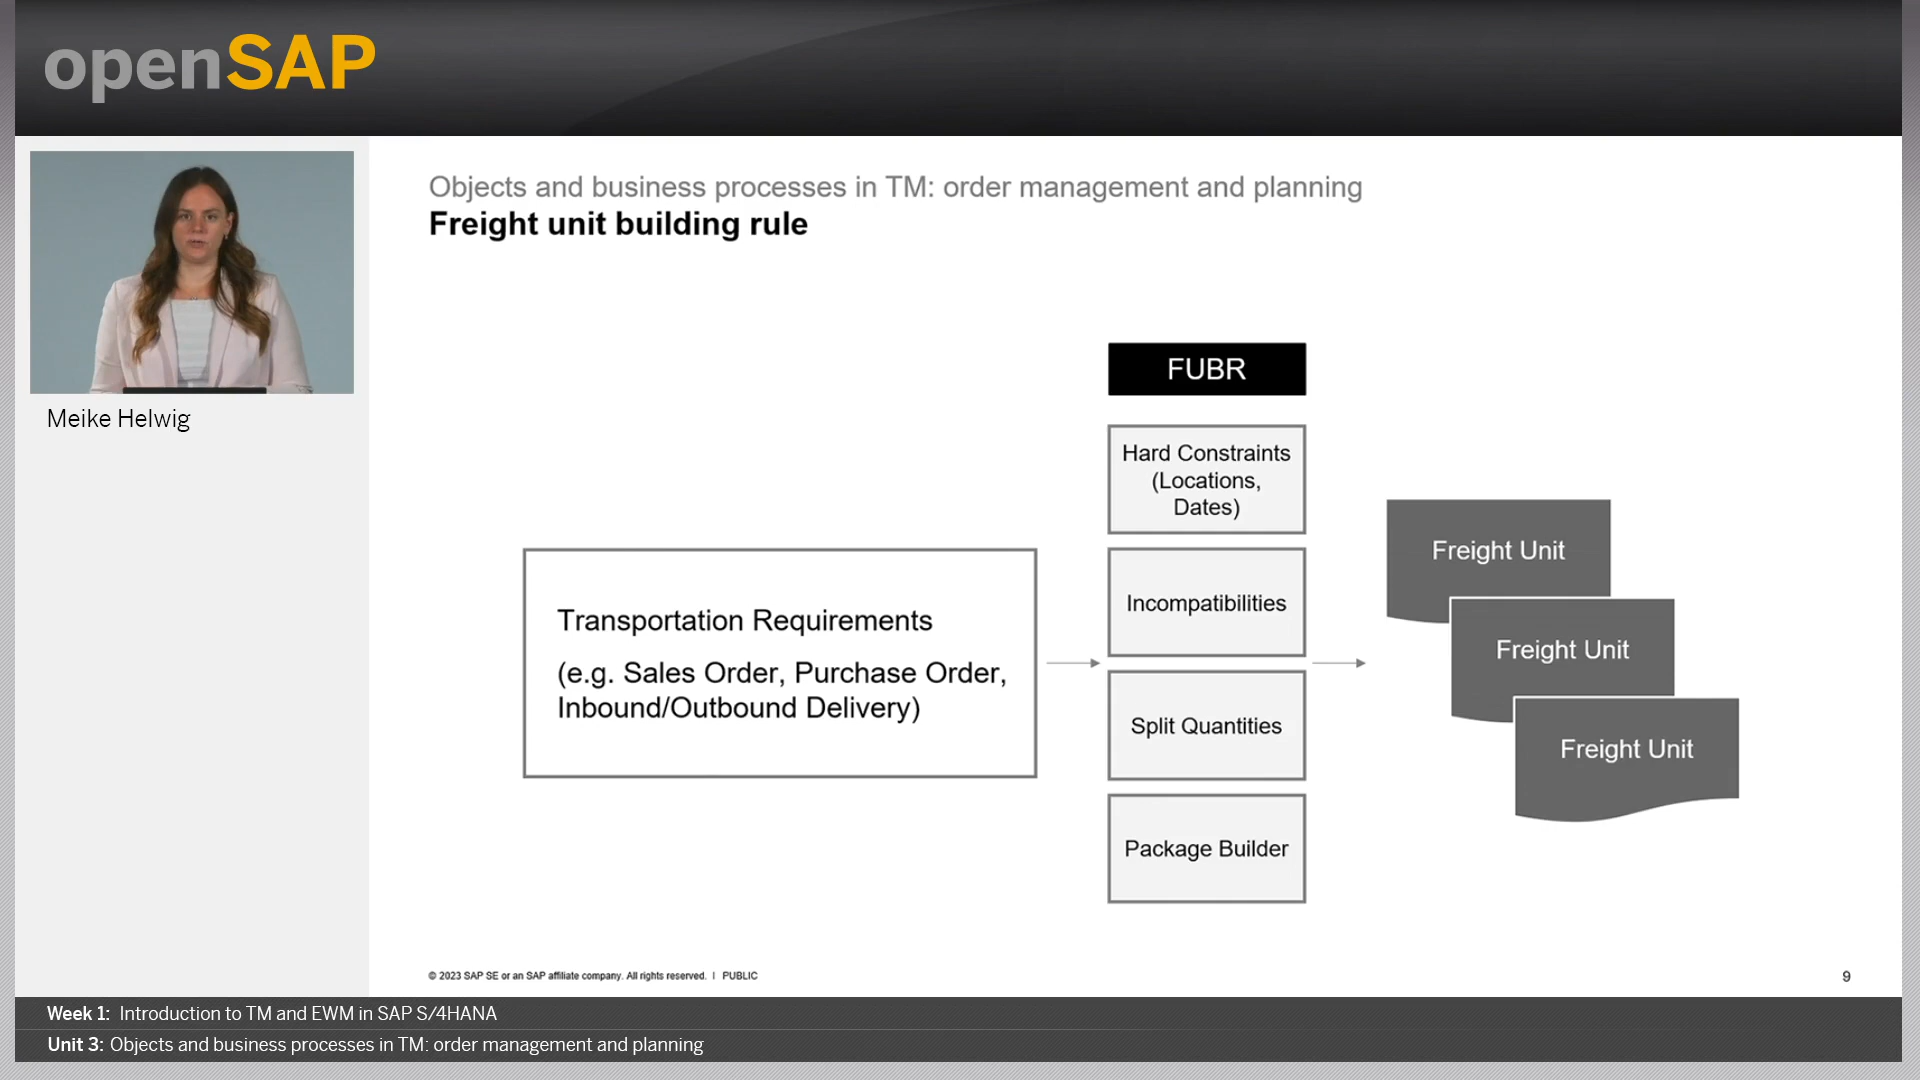 openSAP
Meike Helwig
Objects and business processes in TM: order management and planning
Freight unit building rule
Transportation Requirements
(e.g. Sales Order, Purchase Order,
Inbound/Outbound Delivery)
FUBR
Hard Constraints
(Locations,
Dates)
Incompatibilities
Split Quantities
Package Builder
Freight Unit
Freight Unit
Freight Unit
© 2023 SAP SE or an SAP affiliate company. All rights reserved. I PUBLIC
9
Week 1: Introduction to TM and EWM in SAP S/4HANA
Unit 3: Objects and business processes in TM: order management and planning